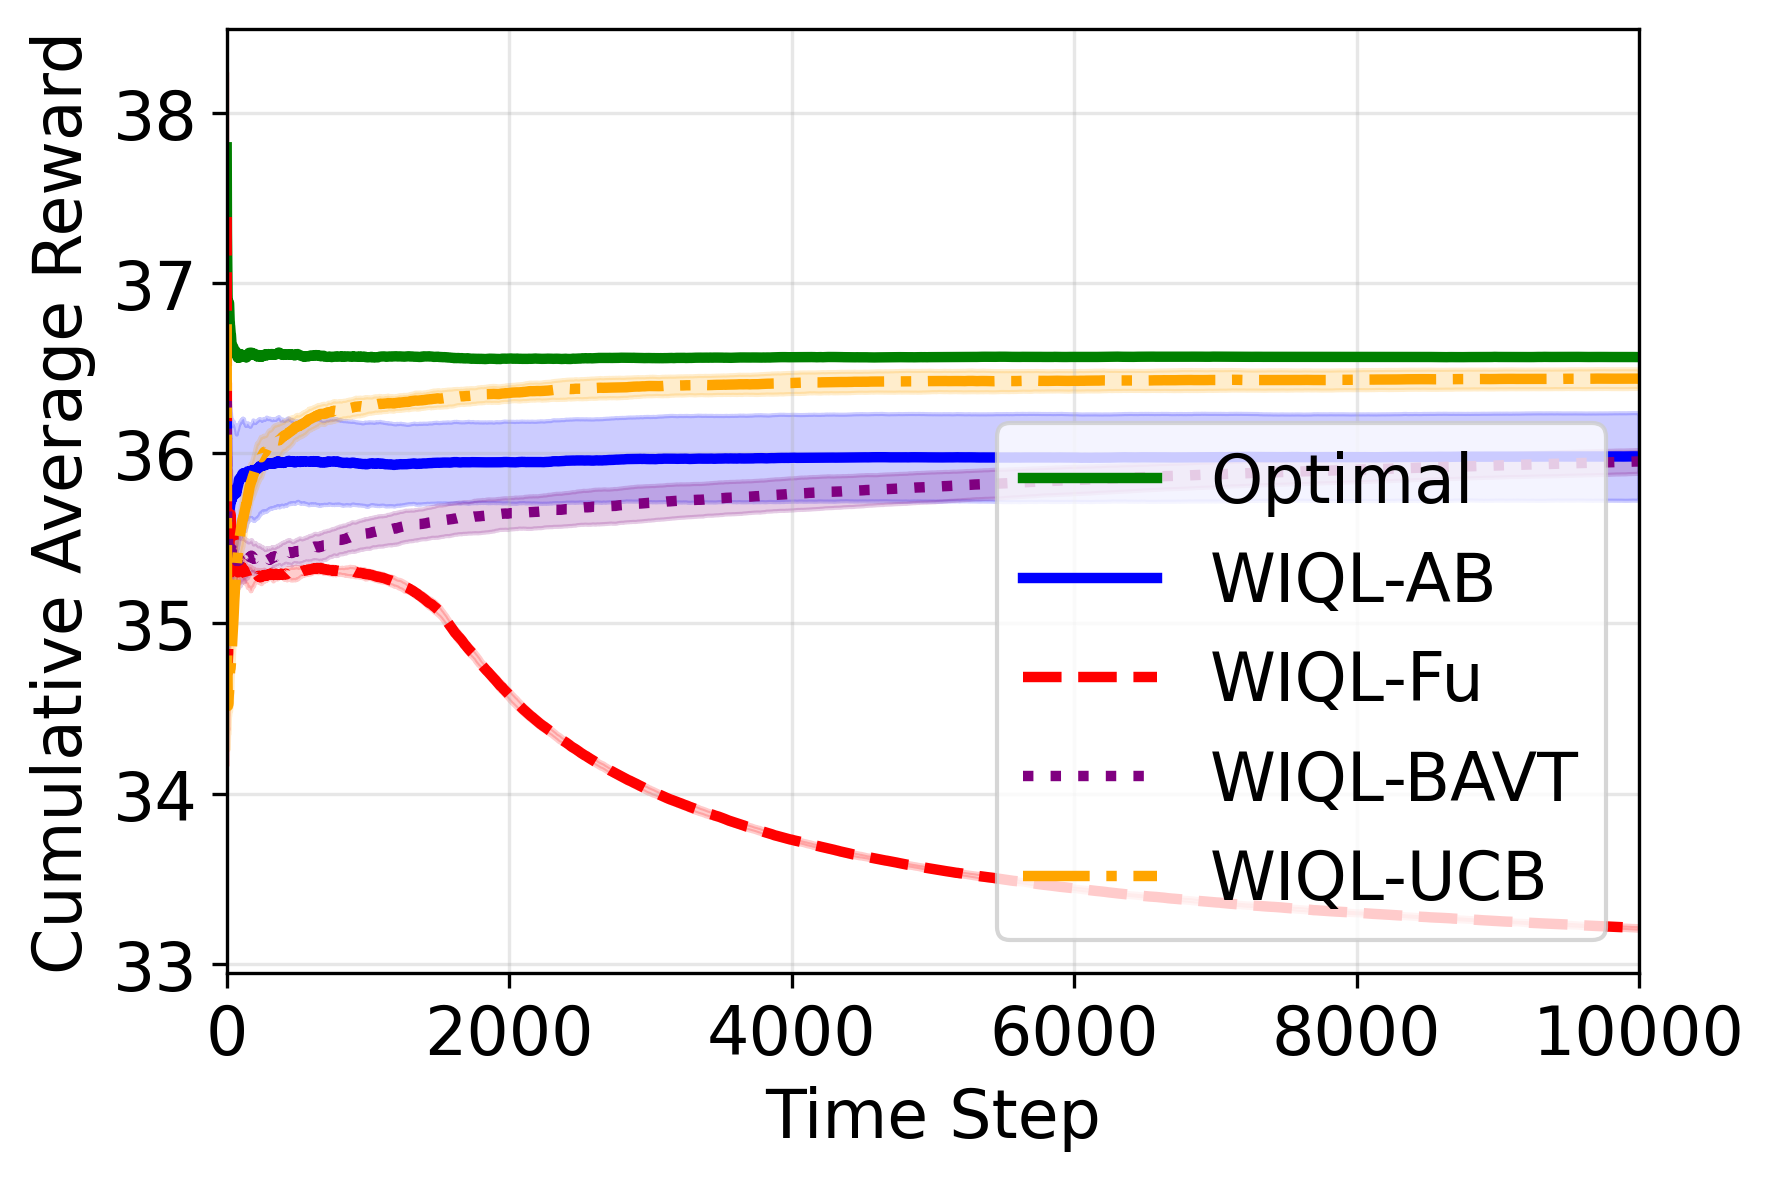 Cumulative Average Reward
38
37
36
35
34
33
0 2000 4000 6000 8000 10000
Time Step
Optimal
WIQL-AB
WIQL-Fu
WIQL-BAVT
WIQL-UCB